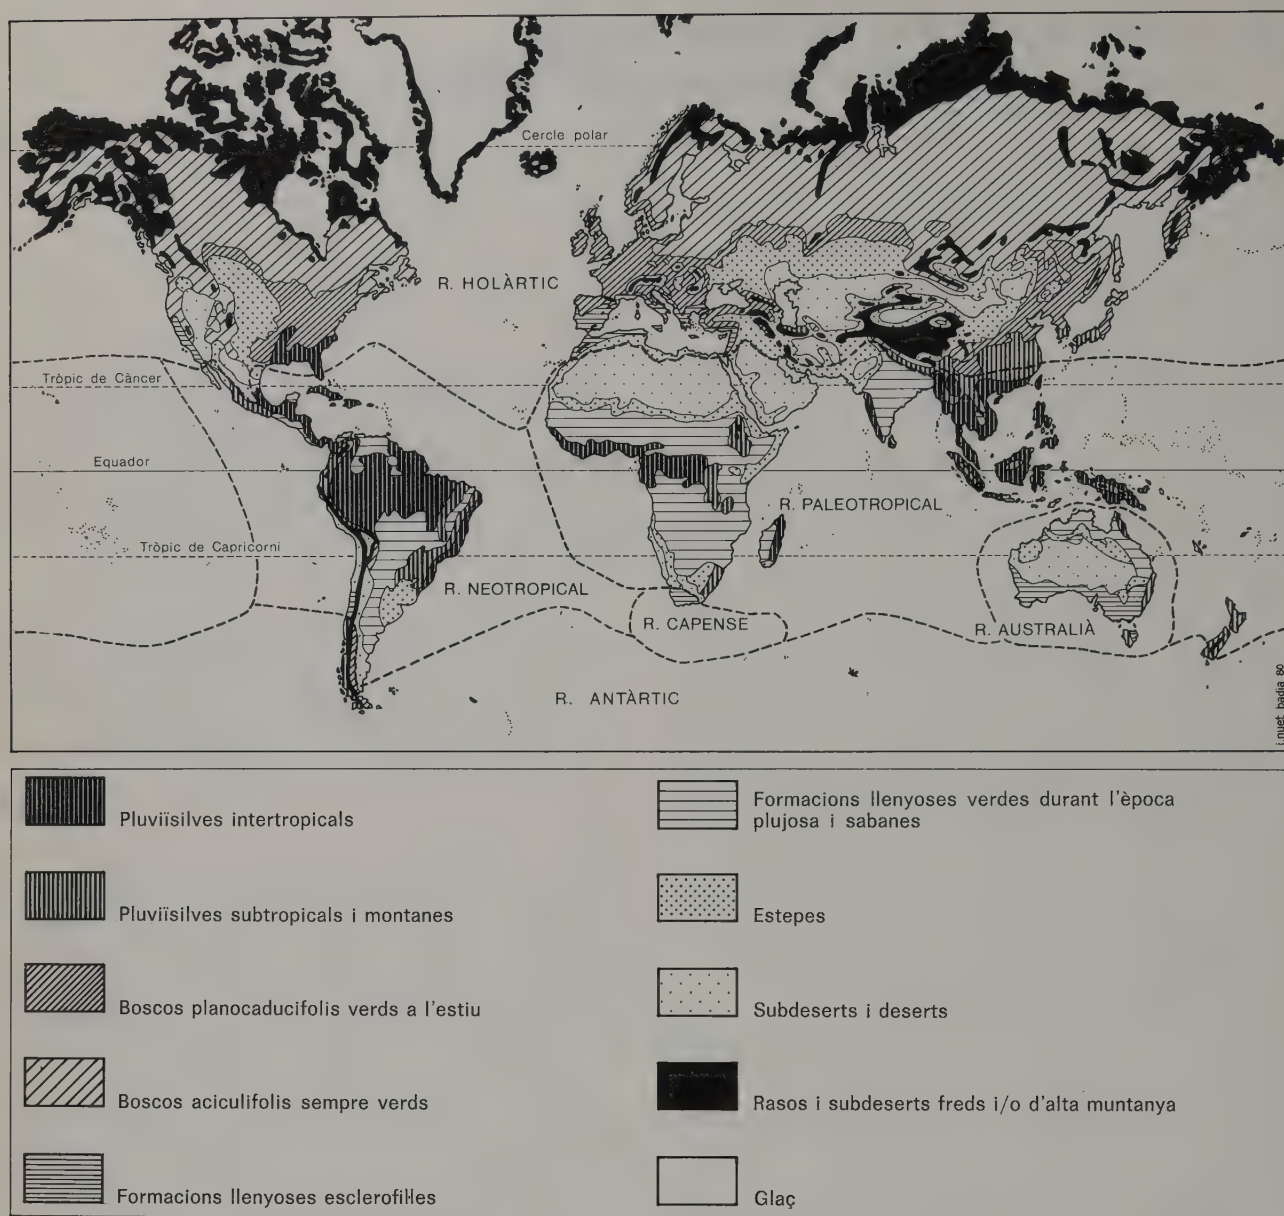 Cercle polar
R. HOLÀRTIC
Tròpic de Càncer
Equador
R. PALEOTROPICAL
Tròpic de Capricorni
R. NEOTROPICAL
R. CAPENSE
R. AUSTRALIÀ
R. ANTÀRTIC
j.nuet badia 80
Pluviïsilves intertropicals
Pluviïsilves subtropicals i montanes
Boscos planocaducifolis verds a l'estiu
Boscos aciculifolis sempre verds
Formacions llenyoses esclerofil·les
Formacions llenyoses verdes durant l'època
plujosa i sabanes
Estepes
Subdeserts i deserts
Rasos i subdeserts freds i/o d'alta muntanya
Glaç